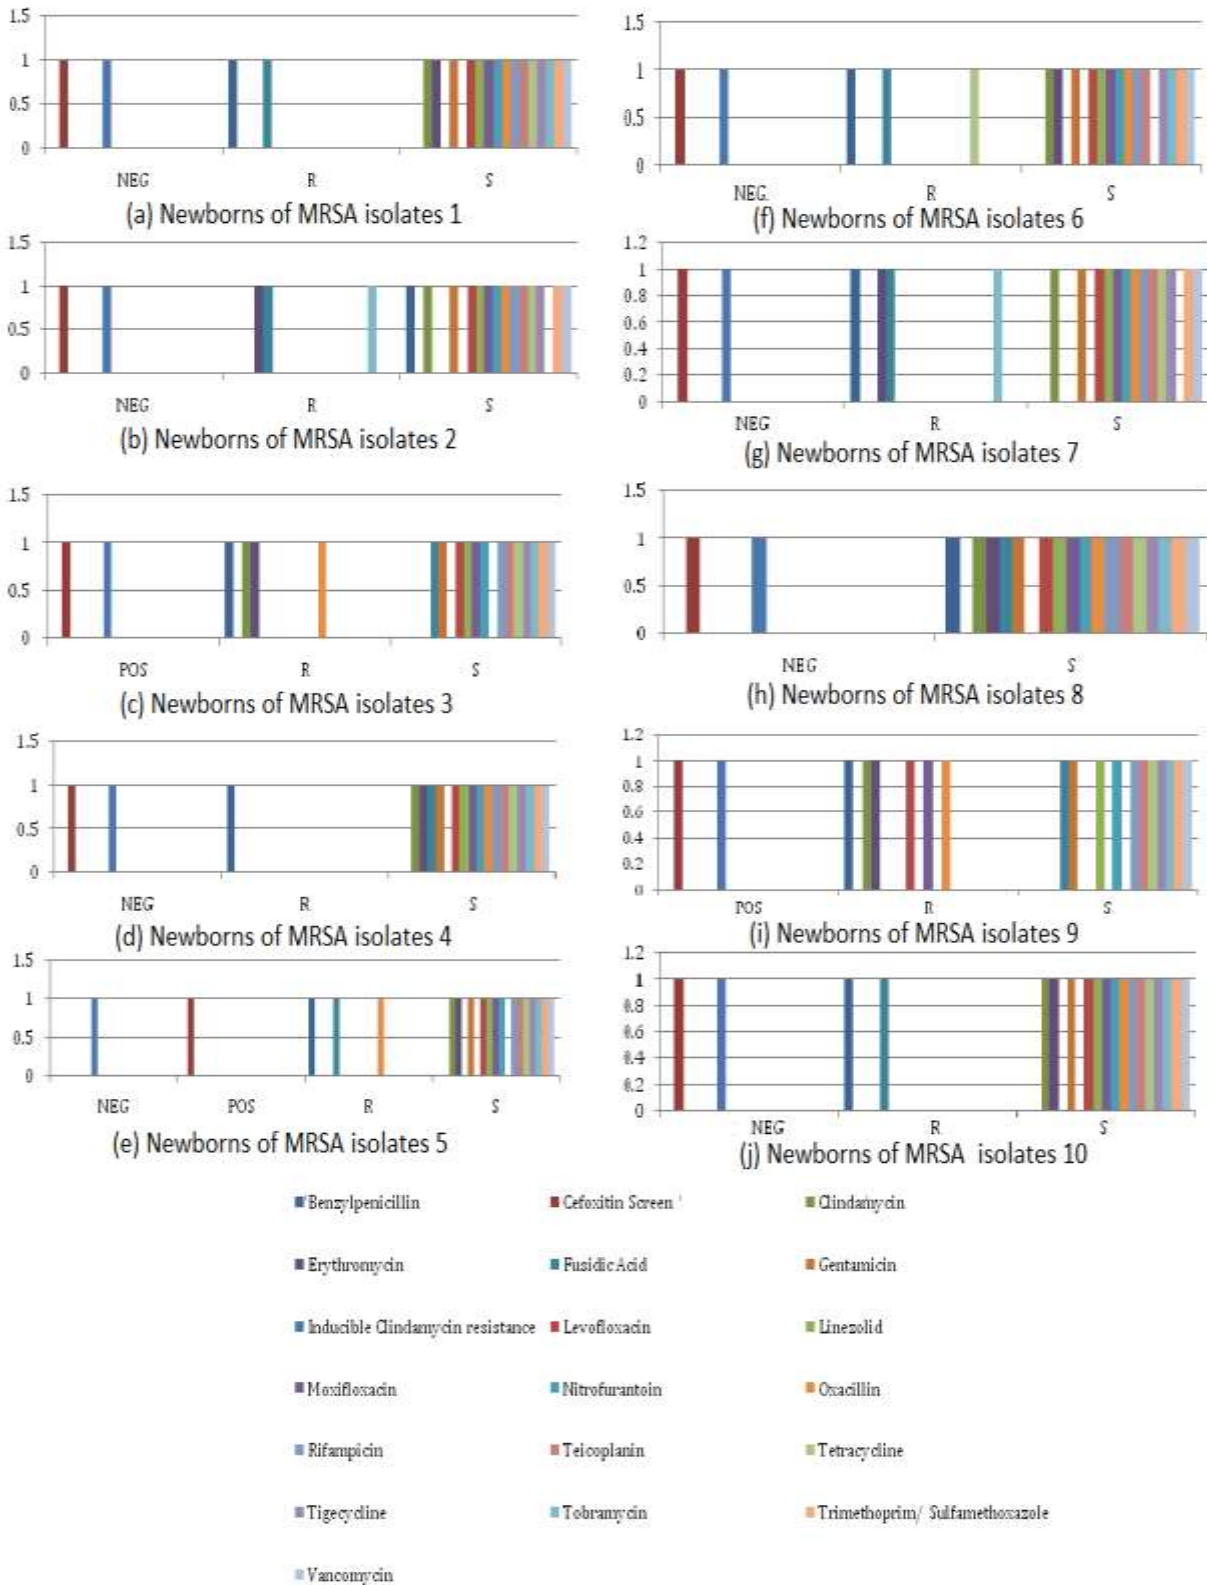 1.5
1
0.5
0
NEG
R
S
(a) Newborns of MRSA isolates 1
1.5
1
0.5
0
NEG
R
S
(b) Newborns of MRSA isolates 2
1.5
1
0.5
0
POS
R
S
(c) Newborns of MRSA isolates 3
1.5
1
0.5
0
NEG
R
S
(d) Newborns of MRSA isolates 4
1.5
1
0.5
0
NEG
POS
R
S
(e) Newborns of MRSA isolates 5
1.5
1
0.5
0
NEG.
R
S
(f) Newborns of MRSA isolates 6
1.2
1
0.8
0.6
0.4
0.2
0
NEG
R
S
(g) Newborns of MRSA isolates 7
1.5
1
0.5
0
NEG
S
(h) Newborns of MRSA isolates 8
1.2
1
0.8
0.6
0.4
0.2
0
POS
R
S
(i) Newborns of MRSA isolates 9
1.2
1
0.8
0.6
0.4
0.2
0
NEG
R
S
(j) Newborns of MRSA isolates 10
Benzylpenicillin
Cefoxitin Screen
Clindamycin
Erythromycin
Fusidic Acid
Gentamicin
Inducible Clindamycin resistance
Levofloxacin
Linezolid
Moxifloxacin
Nitrofurantoin
Oxacillin
Rifampicin
Teicoplanin
Tetracycline
Tigecycline
Tobramycin
Trimethoprim/ Sulfamethoxazole
Vancomycin